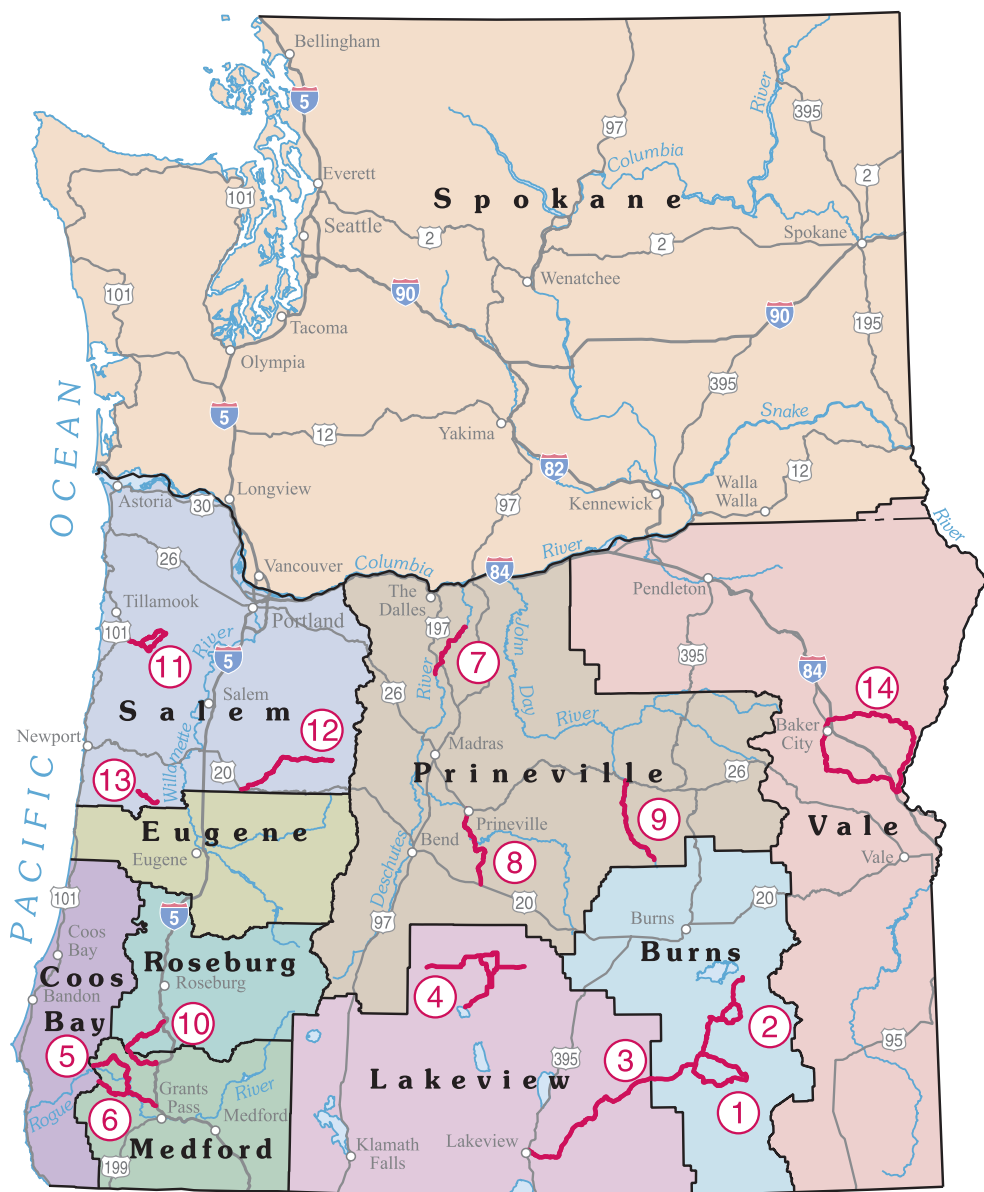 Bellingham
5
97
395
River
Columbia
2
Everett
101
Spokane
Seattle
2
2
Spokane
Wenatchee
90
101
90
195
Tacoma
Olympia
395
5
Snake
12
Yakima
82
12
Walla
Walla
Kennewick
OCEAN
Longview
Astoria
30
97
River
26
River
Columbia
84
Vancouver
The
Dalles
Pendleton
Tillamook
Portland
101
197
River
John
5
11
7
395
84
14
River
26
Day
Salem
Salem
12
River
Baker
City
Newport
Willamette
Madras
13
20
Prineville
26
9
Prineville
Eugene
Vale
Eugene
Bend
8
Vale
Deschutes
101
5
20
20
PACIFIC
97
Burns
Coos
Bay
Burns
Roseburg
Coos
Roseburg
4
Bandon
Bay
10
2
5
3
95
395
Lakeview
Grants
Pass
River
Rogue
6
1
Medford
Lakeview
Medford
Klamath
Falls
199